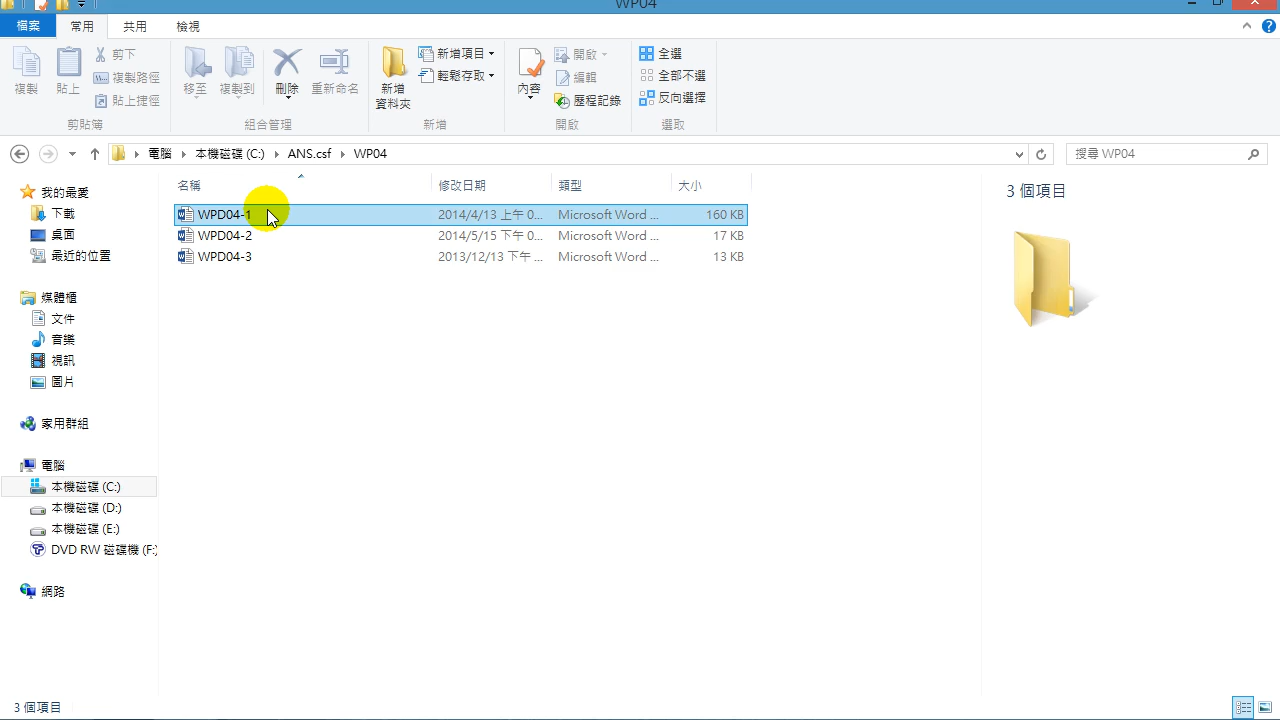 WP04
檔案 常用 共用 檢視
複製
貼上
剪下
複製路徑
貼上捷徑
剪貼簿
移至
複製到
刪除
重新命名
組合管理
新增
資料夾
新增項目
輕鬆存取
新增
內容
開啟
編輯
歷程記錄
開啟
全選
全部不選
反向選擇
選取
電腦 本機磁碟 (C:) ANS.csf WP04
搜尋 WP04
名稱 修改日期 類型 大小
WPD04-1 2014/4/13 上午 0... Microsoft Word ... 160 KB
WPD04-2 2014/5/15 下午 0... Microsoft Word ... 17 KB
WPD04-3 2013/12/13 下午 ... Microsoft Word ... 13 KB
3 個項目
我的最愛
下載
桌面
最近的位置
媒體櫃
文件
音樂
視訊
圖片
家用群組
電腦
本機磁碟 (C:)
本機磁碟 (D:)
本機磁碟 (E:)
DVD RW 磁碟機 (F:)
網路
3 個項目